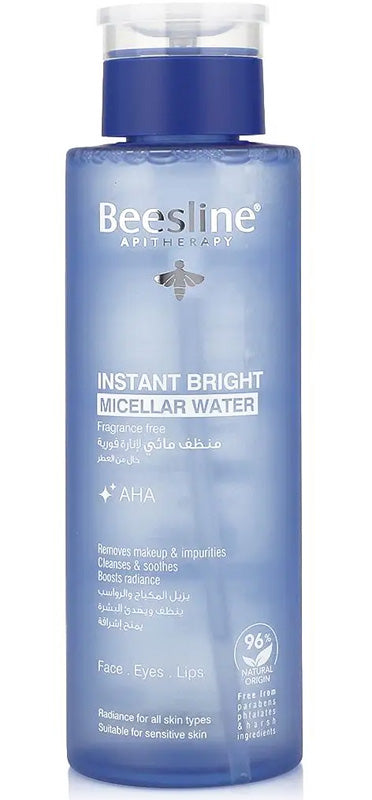 Beesline®
APITHERAPY
INSTANT BRIGHT
MICELLAR WATER
Fragrance free
منظف مائي لإنارة فورية
خال من العطر
AHA
Removes makeup & impurities
Cleanses & soothes
Boosts radiance
يزيل المكياج والرواسب
ينظف ويهدئ البشرة
يمنح إشراقة
Face . Eyes . Lips
96%
NATURAL
ORIGIN
Free from
parabens
phtalates
& harsh
ingredients
Radiance for all skin types
Suitable for sensitive skin